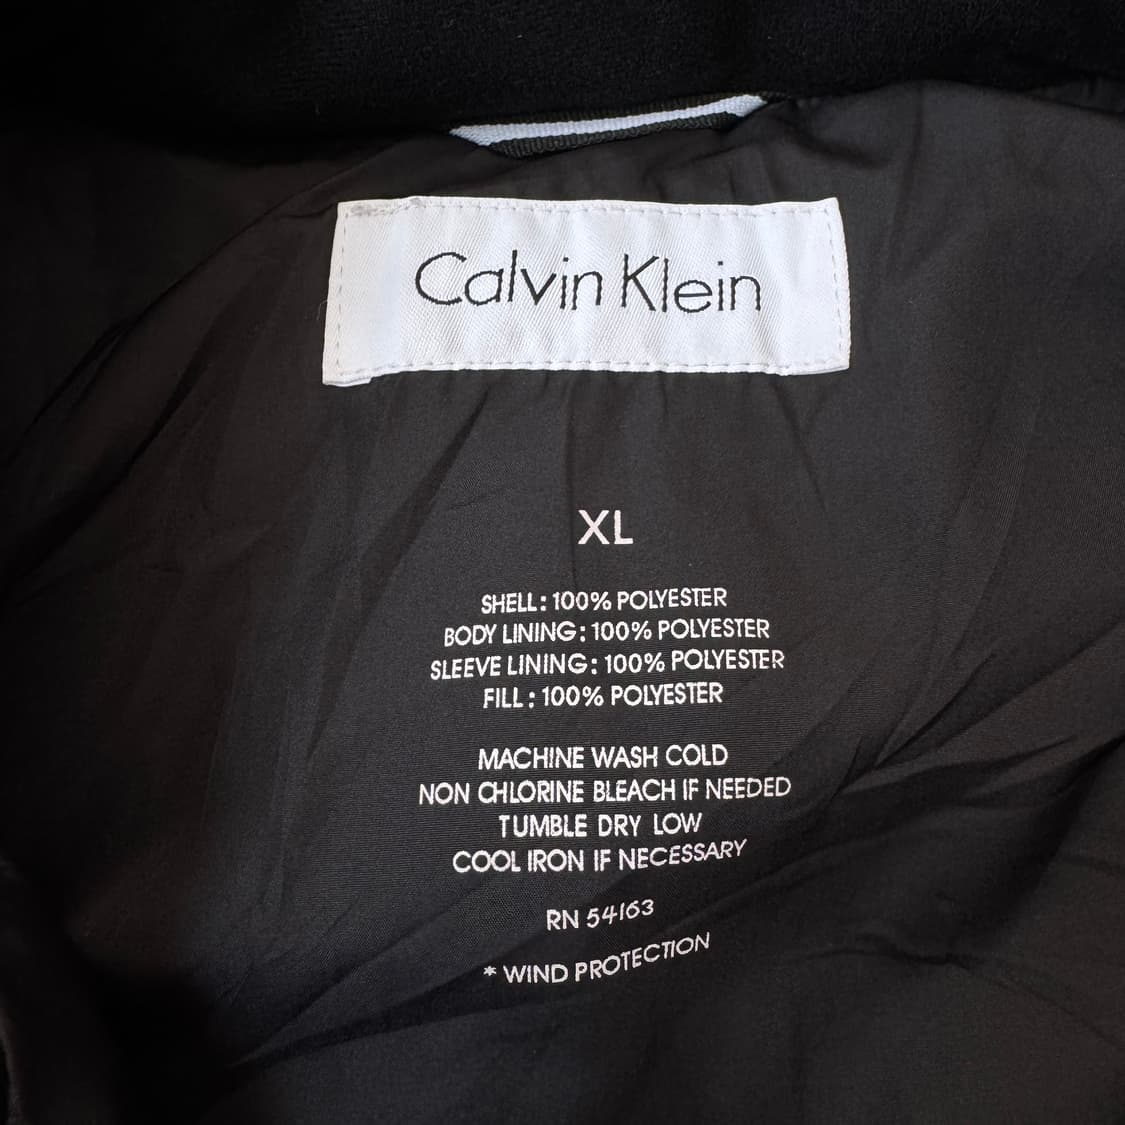 Calvin Klein
XL
SHELL: 100% POLYESTER
BODY LINING: 100% POLYESTER
SLEEVE LINING: 100% POLYESTER
FILL: 100% POLYESTER
MACHINE WASH COLD
NON CHLORINE BLEACH IF NEEDED
TUMBLE DRY LOW
COOL IRON IF NECESSARY
RN 54163
* WIND PROTECTION